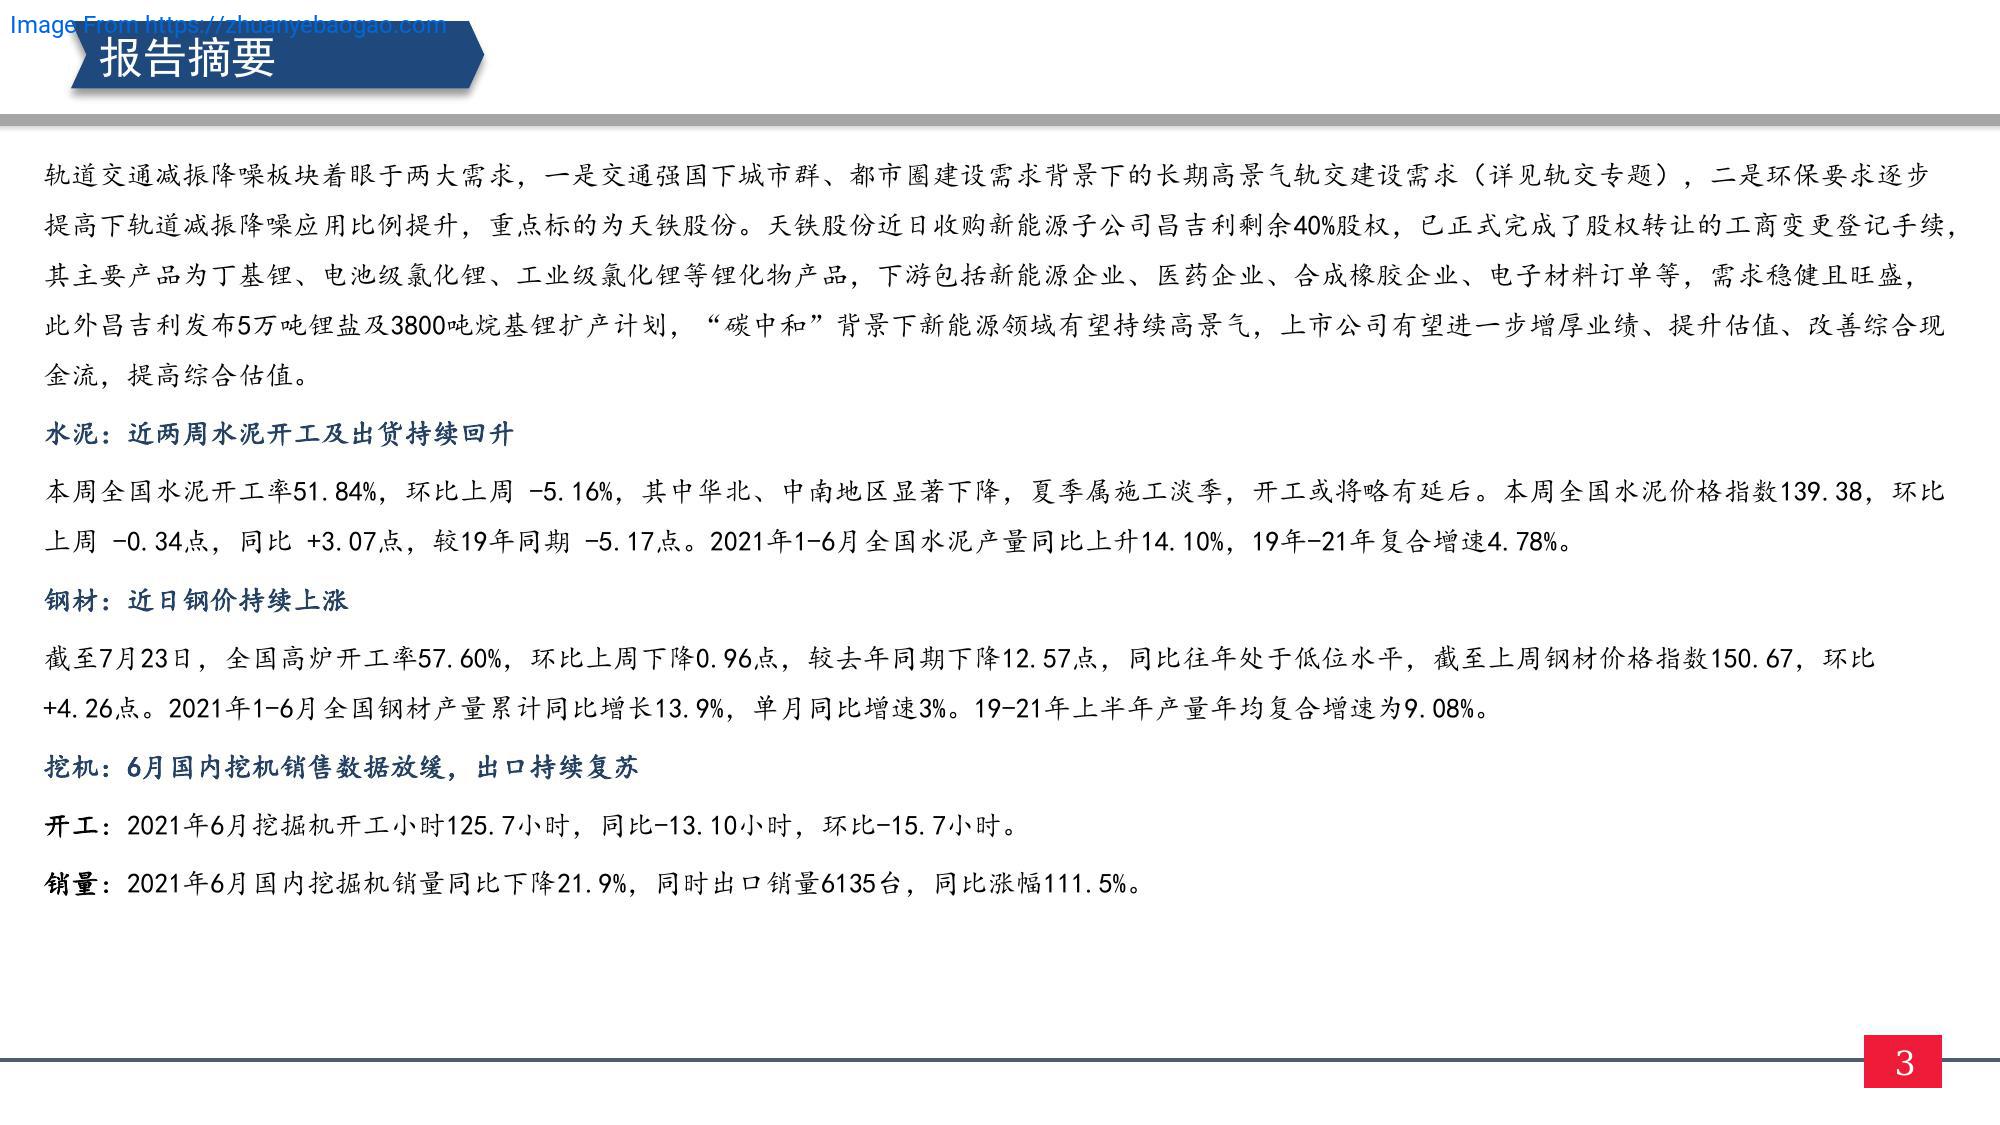 Image From https://zhuanyebaogao.com
报告摘要
轨道交通减振降噪板块着眼于两大需求，一是交通强国下城市群、都市圈建设需求背景下的长期高景气轨交建设需求（详见轨交专题），二是环保要求逐步
提高下轨道减振降噪应用比例提升，重点标的为天铁股份。天铁股份近日收购新能源子公司昌吉利剩余40%股权，已正式完成了股权转让的工商变更登记手续，
其主要产品为丁基锂、电池级氯化锂、工业级氯化锂等锂化物产品，下游包括新能源企业、医药企业、合成橡胶企业、电子材料订单等，需求稳健且旺盛，
此外昌吉利发布5万吨锂盐及3800吨烷基锂扩产计划，“碳中和”背景下新能源领域有望持续高景气，上市公司有望进一步增厚业绩、提升估值、改善综合现
金流，提高综合估值。
水泥：近两周水泥开工及出货持续回升
本周全国水泥开工率51.84%，环比上周 -5.16%，其中华北、中南地区显著下降，夏季属施工淡季，开工或将略有延后。本周全国水泥价格指数139.38，环比
上周 -0.34点，同比 +3.07点，较19年同期 -5.17点。2021年1-6月全国水泥产量同比上升14.10%，19年-21年复合增速4.78%。
钢材：近日钢价持续上涨
截至7月23日，全国高炉开工率57.60%，环比上周下降0.96点，较去年同期下降12.57点，同比往年处于低位水平，截至上周钢材价格指数150.67，环比
+4.26点。2021年1-6月全国钢材产量累计同比增长13.9%，单月同比增速3%。19-21年上半年产量年均复合增速为9.08%。
挖机：6月国内挖机销售数据放缓，出口持续复苏
开工：2021年6月挖掘机开工小时125.7小时，同比-13.10小时，环比-15.7小时。
销量：2021年6月国内挖掘机销量同比下降21.9%，同时出口销量6135台，同比涨幅111.5%。
3